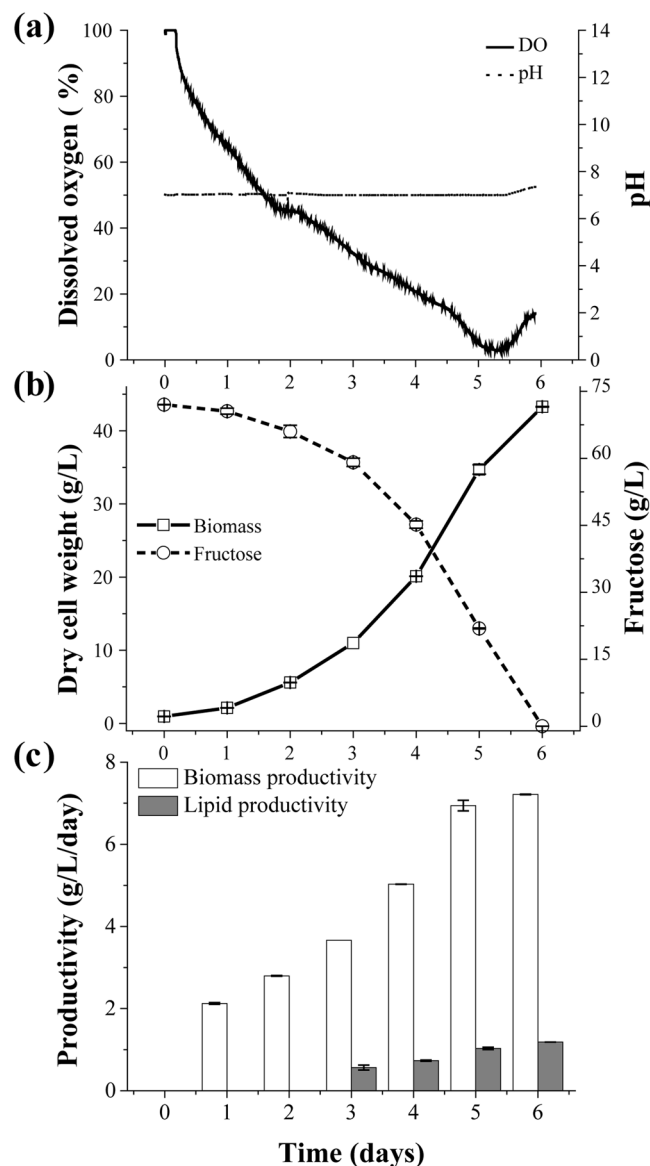 (a)
100
80
60
40
20
0
Dissolved oxygen ( %)
14
12
10
8
6
4
2
0
pH
DO
pH
0 1 2 3 4 5 6
(b)
40
30
20
10
0
Dry cell weight (g/L)
75
60
45
30
15
0
Fructose (g/L)
Biomass
Fructose
0 1 2 3 4 5 6
(c)
8
6
4
2
0
Productivity (g/L/day)
Biomass productivity
Lipid productivity
0 1 2 3 4 5 6
Time (days)